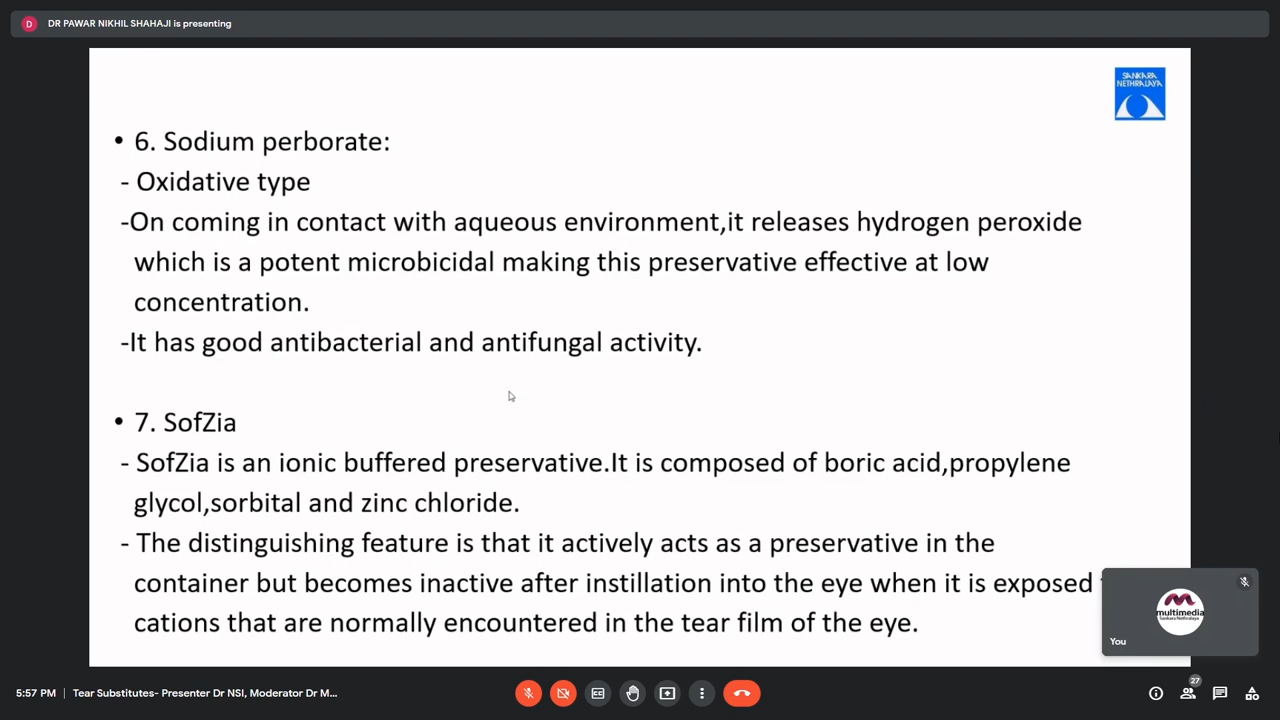 D DR PAWAR NIKHIL SHAHAJI is presenting
SANKARA
NETHRALAYA
• 6. Sodium perborate:
- Oxidative type
-On coming in contact with aqueous environment,it releases hydrogen peroxide
which is a potent microbicidal making this preservative effective at low
concentration.
-It has good antibacterial and antifungal activity.
• 7. SofZia
- SofZia is an ionic buffered preservative.It is composed of boric acid,propylene
glycol,sorbital and zinc chloride.
- The distinguishing feature is that it actively acts as a preservative in the
container but becomes inactive after instillation into the eye when it is exposed
cations that are normally encountered in the tear film of the eye.
multimedia
Sankara Nethralaya
You
5:57 PM | Tear Substitutes- Presenter Dr NSI, Moderator Dr M...
27